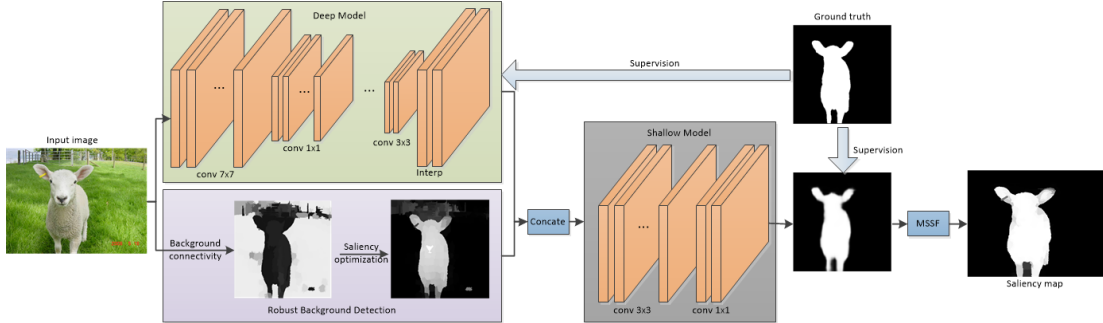 Deep Model
Ground truth
...
...
...
Supervision
Input image
conv 1x1
conv 3x3
conv 7x7
Interp
Shallow Model
Supervision
Background
connectivity
Saliency
optimization
Concate
...
MSSF
conv 3x3
conv 1x1
Robust Background Detection
Saliency map